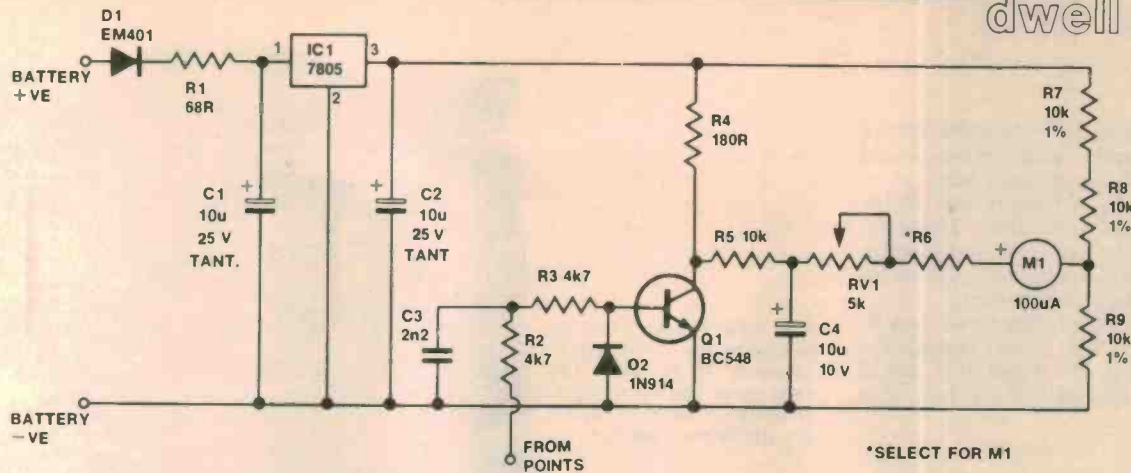 dwell
D1
EM401
BATTERY
+VE
R1
68R
1
IC1
7805
3
2
C1
10u
25 V
TANT.
+
C2
10u
25 V
TANT
+
R4
180R
R7
10k
1%
R8
10k
1%
R5 10k
RV1
5k
*R6
+
M1
100uA
R3 4k7
C3
2n2
R2
4k7
O2
1N914
Q1
BC548
+
C4
10u
10 V
R9
10k
1%
BATTERY
−VE
FROM
POINTS
*SELECT FOR M1